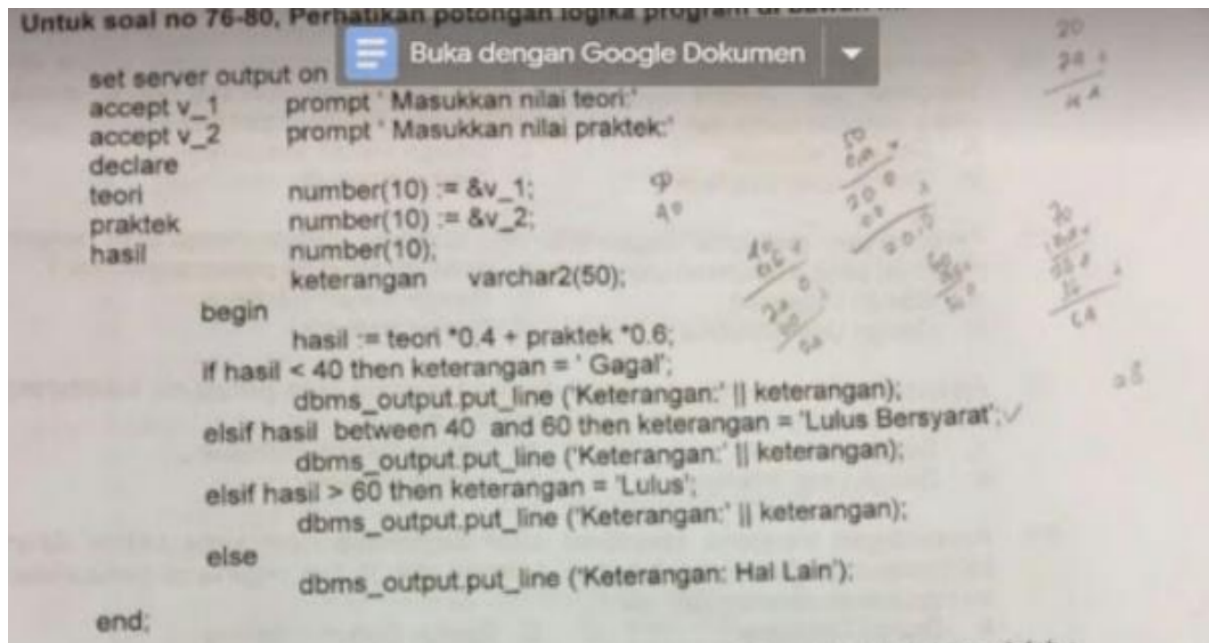 Untuk soal no 76-80, Perhatikan potongan logika program di bawah
Buka dengan Google Dokumen
set server output on
accept v_1 prompt ' Masukkan nilai teori:'
accept v_2 prompt ' Masukkan nilai praktek:'
declare
teori number(10) := &v_1;
praktek number(10) := &v_2;
hasil number(10);
keterangan varchar2(50);
begin
hasil := teori *0.4 + praktek *0.6;
if hasil < 40 then keterangan = ' Gagal';
dbms_output.put_line ('Keterangan:' || keterangan);
elsif hasil between 40 and 60 then keterangan = 'Lulus Bersyarat';
dbms_output.put_line ('Keterangan:' || keterangan);
elsif hasil > 60 then keterangan = 'Lulus';
dbms_output.put_line ('Keterangan:' || keterangan);
else
dbms_output.put_line ('Keterangan: Hal Lain');
end;
20